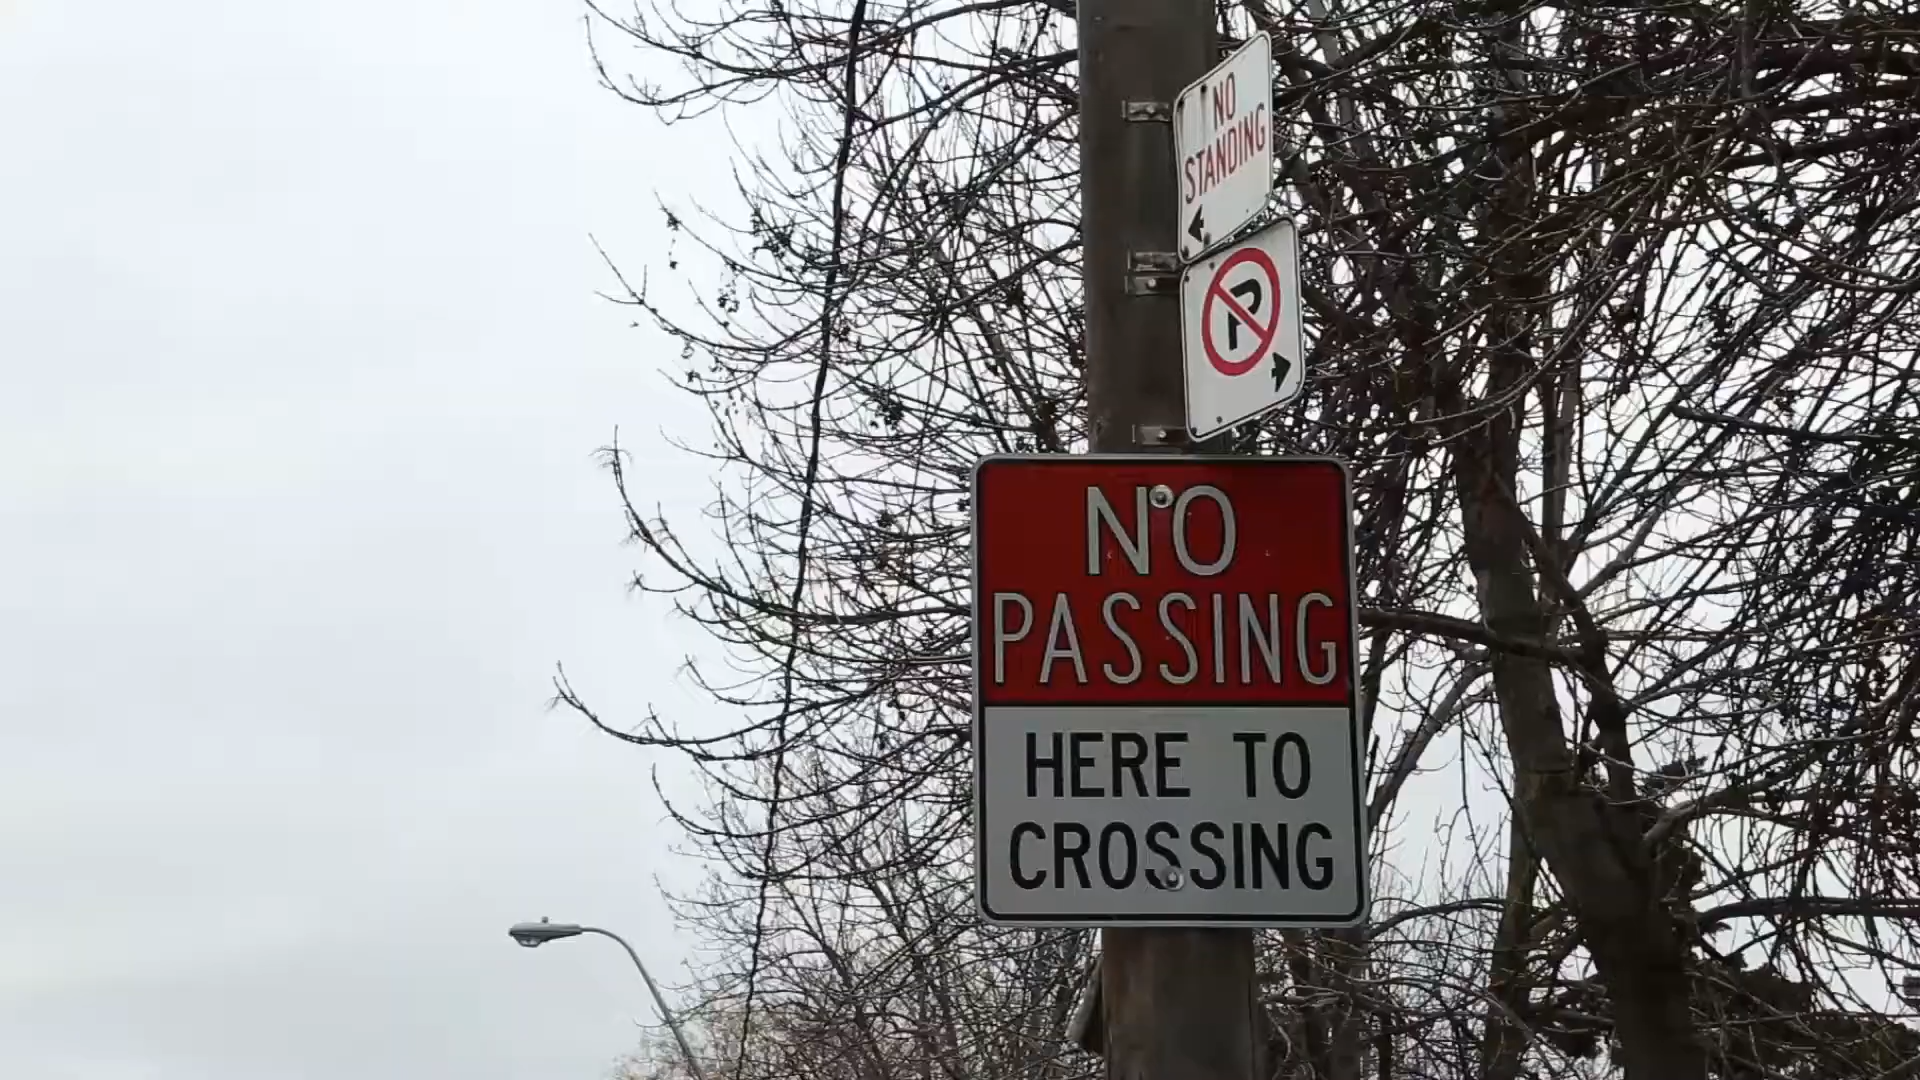 NO
STANDING
P
NO
PASSING
HERE TO
CROSSING